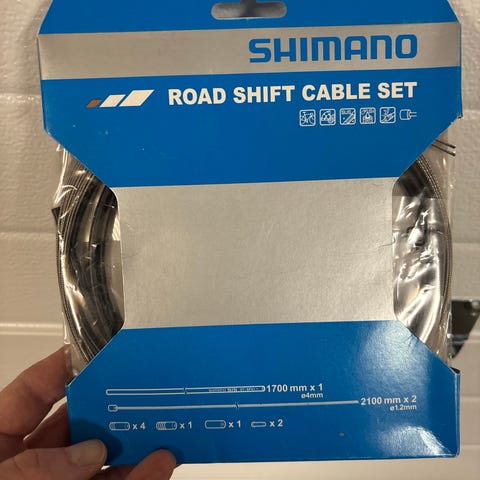 SHIMANO
ROAD SHIFT CABLE SET
1700 mm x 1
ø4mm
2100 mm x 2
ø1.2mm
x 4 x 1 x 1 x 2